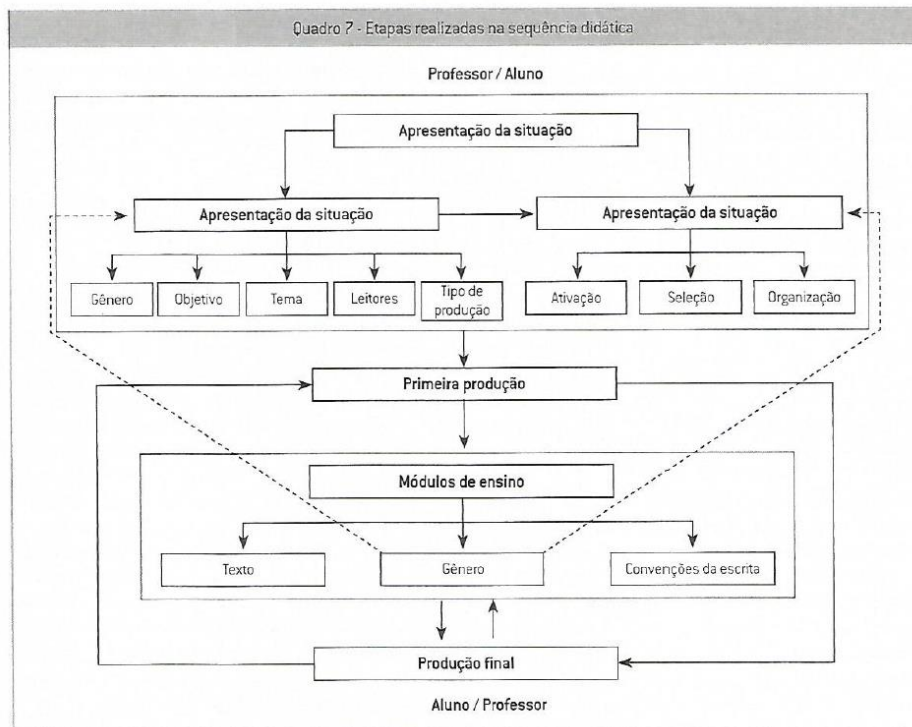 Quadro 7 - Etapas realizadas na sequência didática
Professor / Aluno
Apresentação da situação
Apresentação da situação
Apresentação da situação
Gênero
Objetivo
Tema
Leitores
Tipo de
produção
Ativação
Seleção
Organização
Primeira produção
Módulos de ensino
Texto
Gênero
Convenções da escrita
Produção final
Aluno / Professor